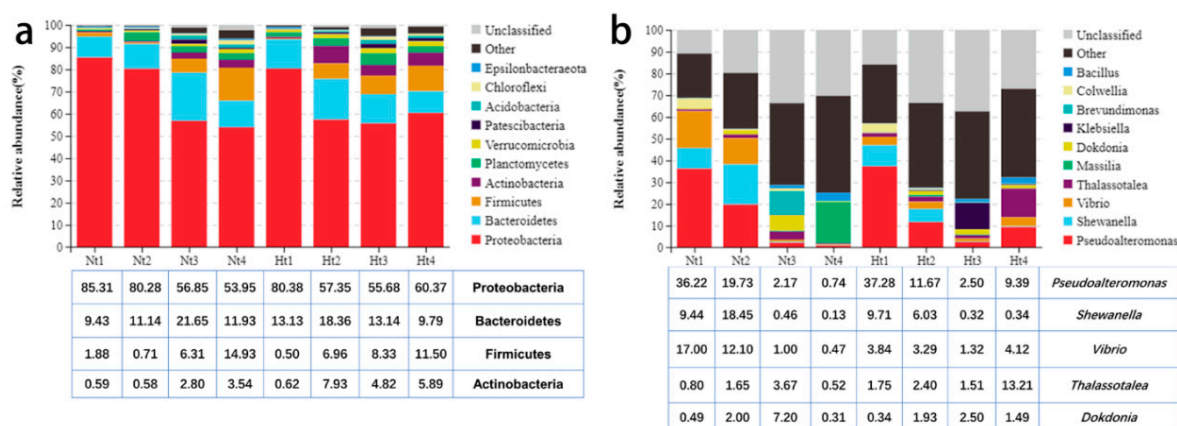 a
Relative abundance(%)
100
90
80
70
60
50
40
30
20
10
0
Nt1 Nt2 Nt3 Nt4 Ht1 Ht2 Ht3 Ht4
Unclassified
Other
Epsilonbacteraeota
Chloroflexi
Acidobacteria
Patescibacteria
Verrucomicrobia
Planctomycetes
Actinobacteria
Firmicutes
Bacteroidetes
Proteobacteria
85.31 80.28 56.85 53.95 80.38 57.35 55.68 60.37 Proteobacteria
9.43 11.14 21.65 11.93 13.13 18.36 13.14 9.79 Bacteroidetes
1.88 0.71 6.31 14.93 0.50 6.96 8.33 11.50 Firmicutes
0.59 0.58 2.80 3.54 0.62 7.93 4.82 5.89 Actinobacteria
b
Relative abundance(%)
100
90
80
70
60
50
40
30
20
10
0
Nt1 Nt2 Nt3 Nt4 Ht1 Ht2 Ht3 Ht4
Unclassified
Other
Bacillus
Colwellia
Brevundimonas
Klebsiella
Dokdonia
Massilia
Thalassotalea
Vibrio
Shewanella
Pseudoalteromonas
36.22 19.73 2.17 0.74 37.28 11.67 2.50 9.39 Pseudoalteromonas
9.44 18.45 0.46 0.13 9.71 6.03 0.32 0.34 Shewanella
17.00 12.10 1.00 0.47 3.84 3.29 1.32 4.12 Vibrio
0.80 1.65 3.67 0.52 1.75 2.40 1.51 13.21 Thalassotalea
0.49 2.00 7.20 0.31 0.34 1.93 2.50 1.49 Dokdonia